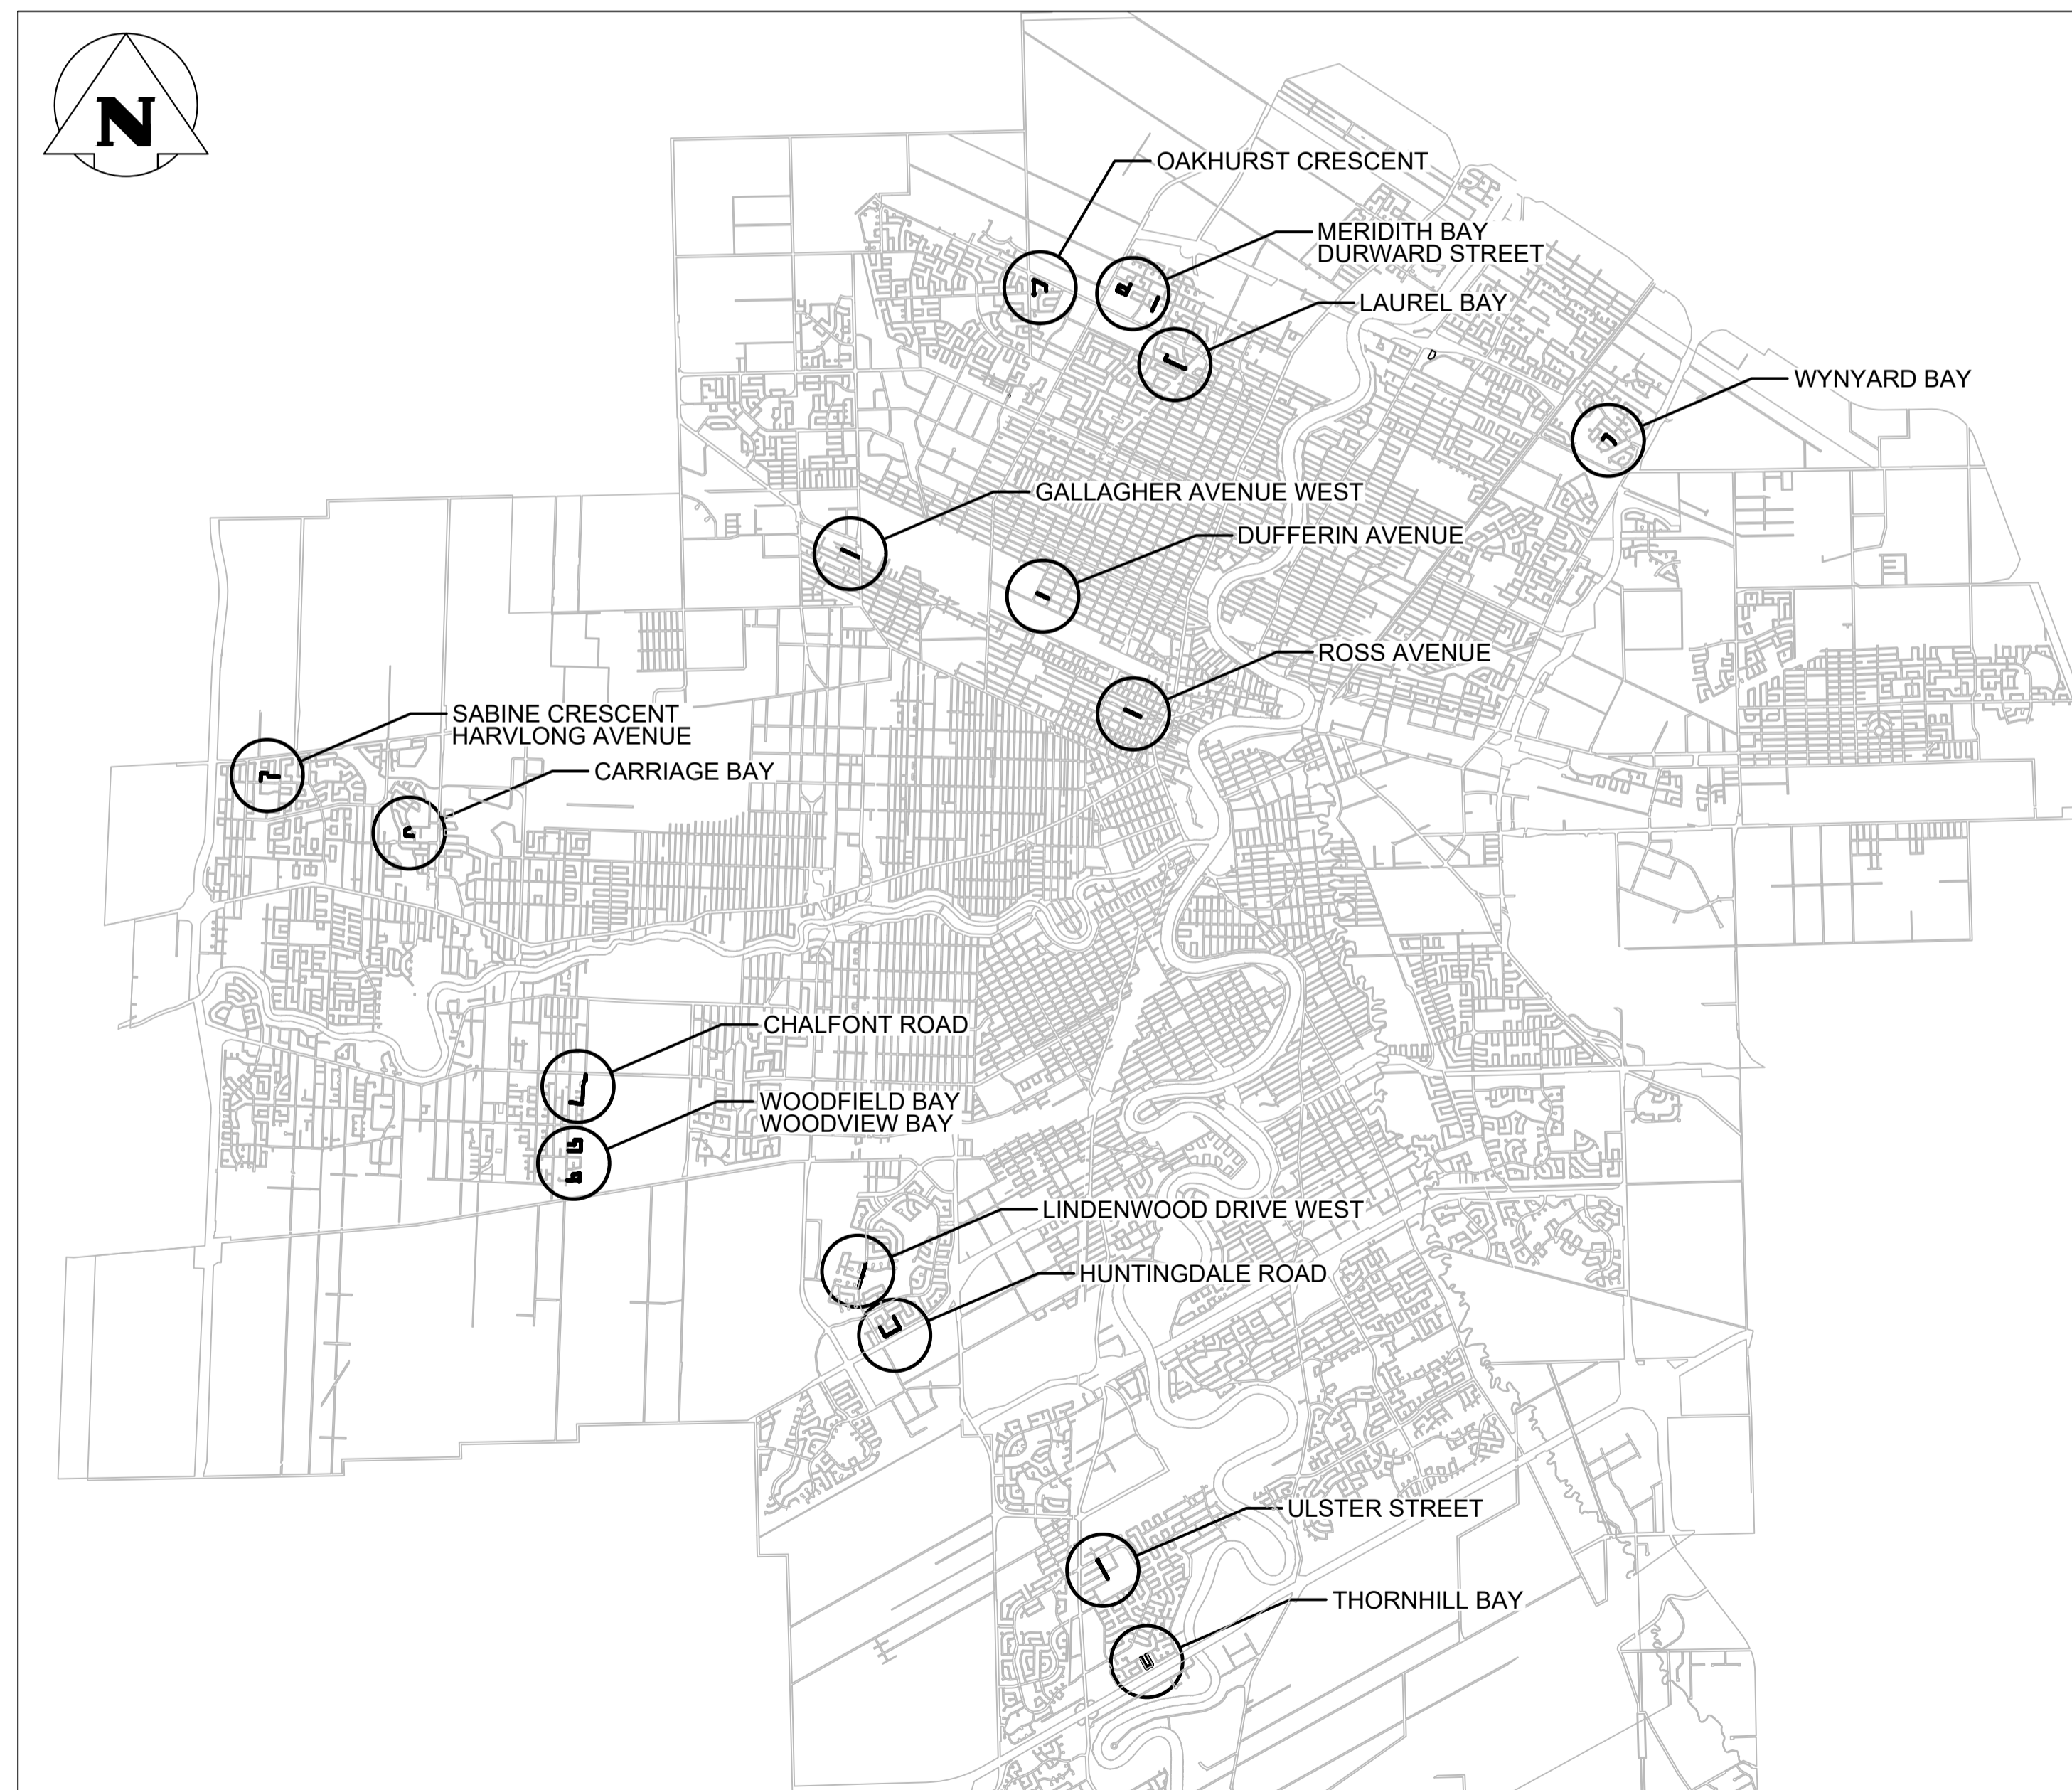 N
OAKHURST CRESCENT
MERIDITH BAY
DURWARD STREET
LAUREL BAY
WYNYARD BAY
GALLAGHER AVENUE WEST
DUFFERIN AVENUE
ROSS AVENUE
SABINE CRESCENT
HARVLONG AVENUE
CARRIAGE BAY
CHALFONT ROAD
WOODFIELD BAY
WOODVIEW BAY
LINDENWOOD DRIVE WEST
HUNTINGDALE ROAD
ULSTER STREET
THORNHILL BAY